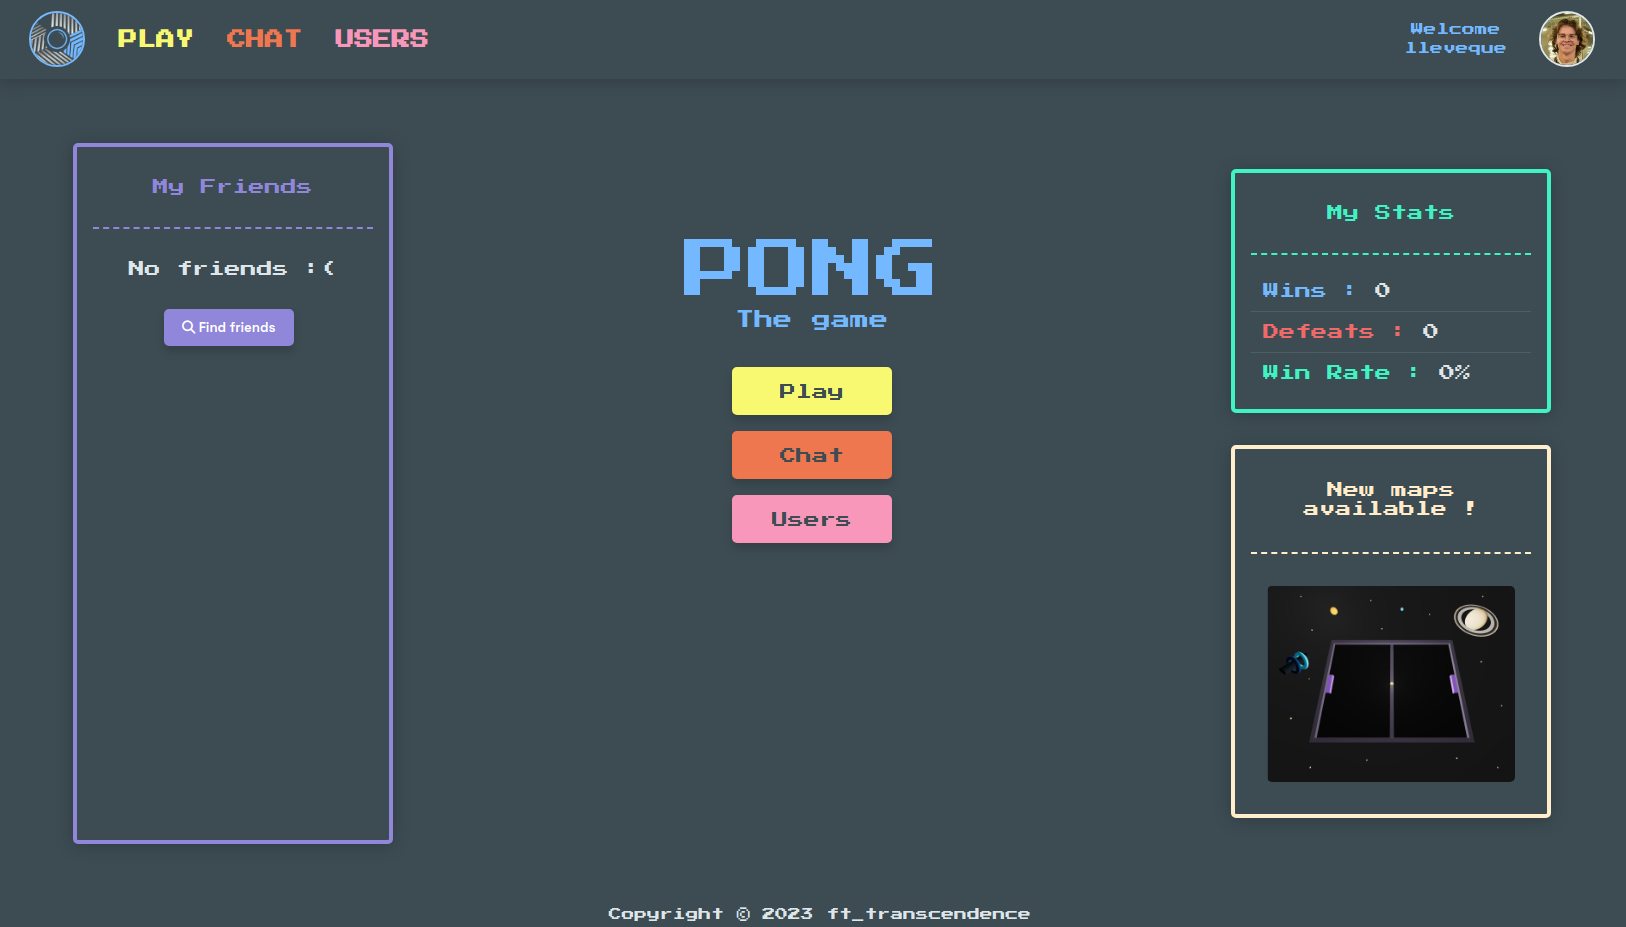 PLAY CHAT USERS
Welcome
lleveque
My Friends
No friends :(
Find friends
PONG
The game
Play
Chat
Users
My Stats
Wins : 0
Defeats : 0
Win Rate : 0%
New maps
available !
Copyright © 2023 ft_transcendence